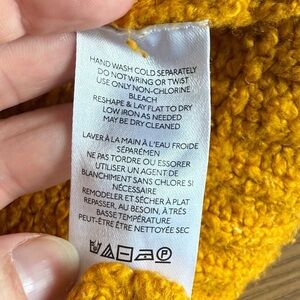 HAND WASH COLD SEPARATELY
DO NOT WRING OR TWIST
USE ONLY NON-CHLORINE
BLEACH
RESHAPE & LAY FLAT TO DRY
LOW IRON AS NEEDED
MAY BE DRY CLEANED
LAVER À LA MAIN À L'EAU FROIDE
SÉPARÉMEN
NE PAS TORDRE OU ESSORER
UTILISER UN AGENT DE
BLANCHIMENT SANS CHLORE SI
NÉCESSAIRE
REMODELER ET SÉCHER À PLAT
REPASSER, AU BESOIN, À TRÈS
BASSE TEMPÉRATURE
PEUT-ÊTRE ÊTRE NETTOYÉE SEC